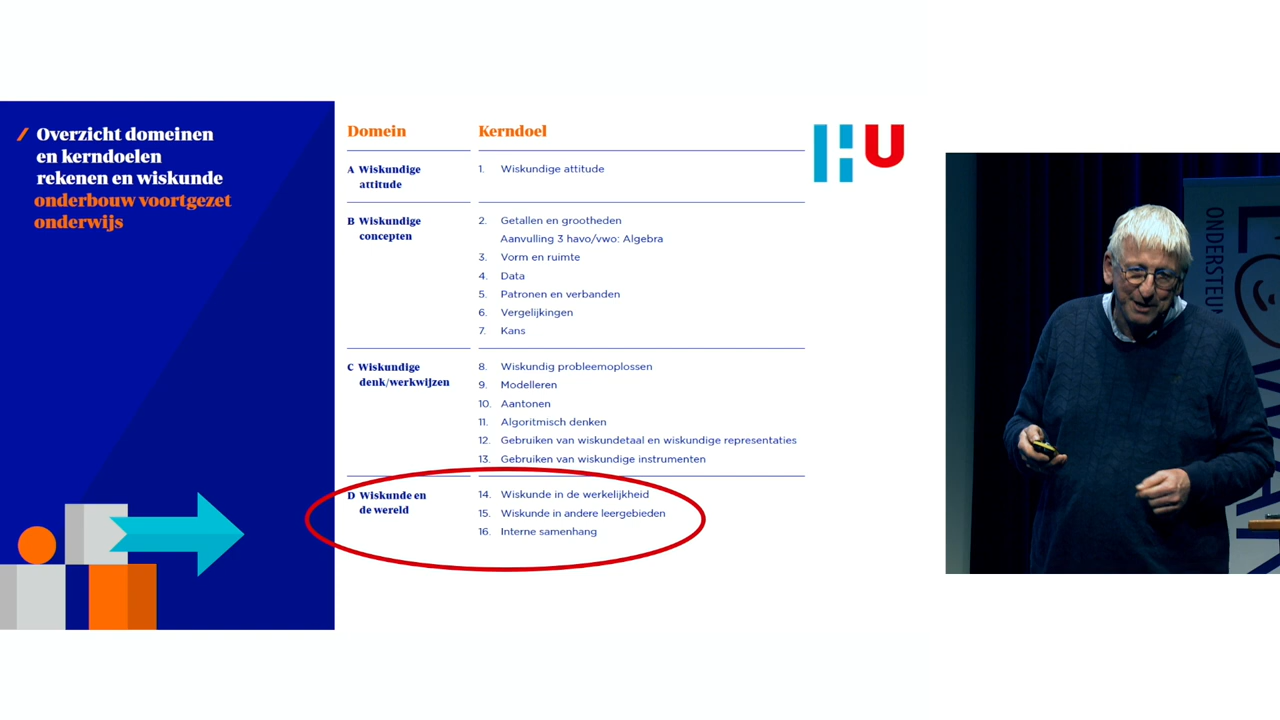 / Overzicht domeinen
en kerndoelen
rekenen en wiskunde
onderbouw voortgezet
onderwijs
Domein Kerndoel
A Wiskundige
attitude
1. Wiskundige attitude
B Wiskundige
concepten
2. Getallen en grootheden
Aanvulling 3 havo/vwo: Algebra
3. Vorm en ruimte
4. Data
5. Patronen en verbanden
6. Vergelijkingen
7. Kans
C Wiskundige
denk/werkwijzen
8. Wiskundig probleemoplossen
9. Modelleren
10. Aantonen
11. Algoritmisch denken
12. Gebruiken van wiskundetaal en wiskundige representaties
13. Gebruiken van wiskundige instrumenten
D Wiskunde en
de wereld
14. Wiskunde in de werkelijkheid
15. Wiskunde in andere leergebieden
16. Interne samenhang
HU